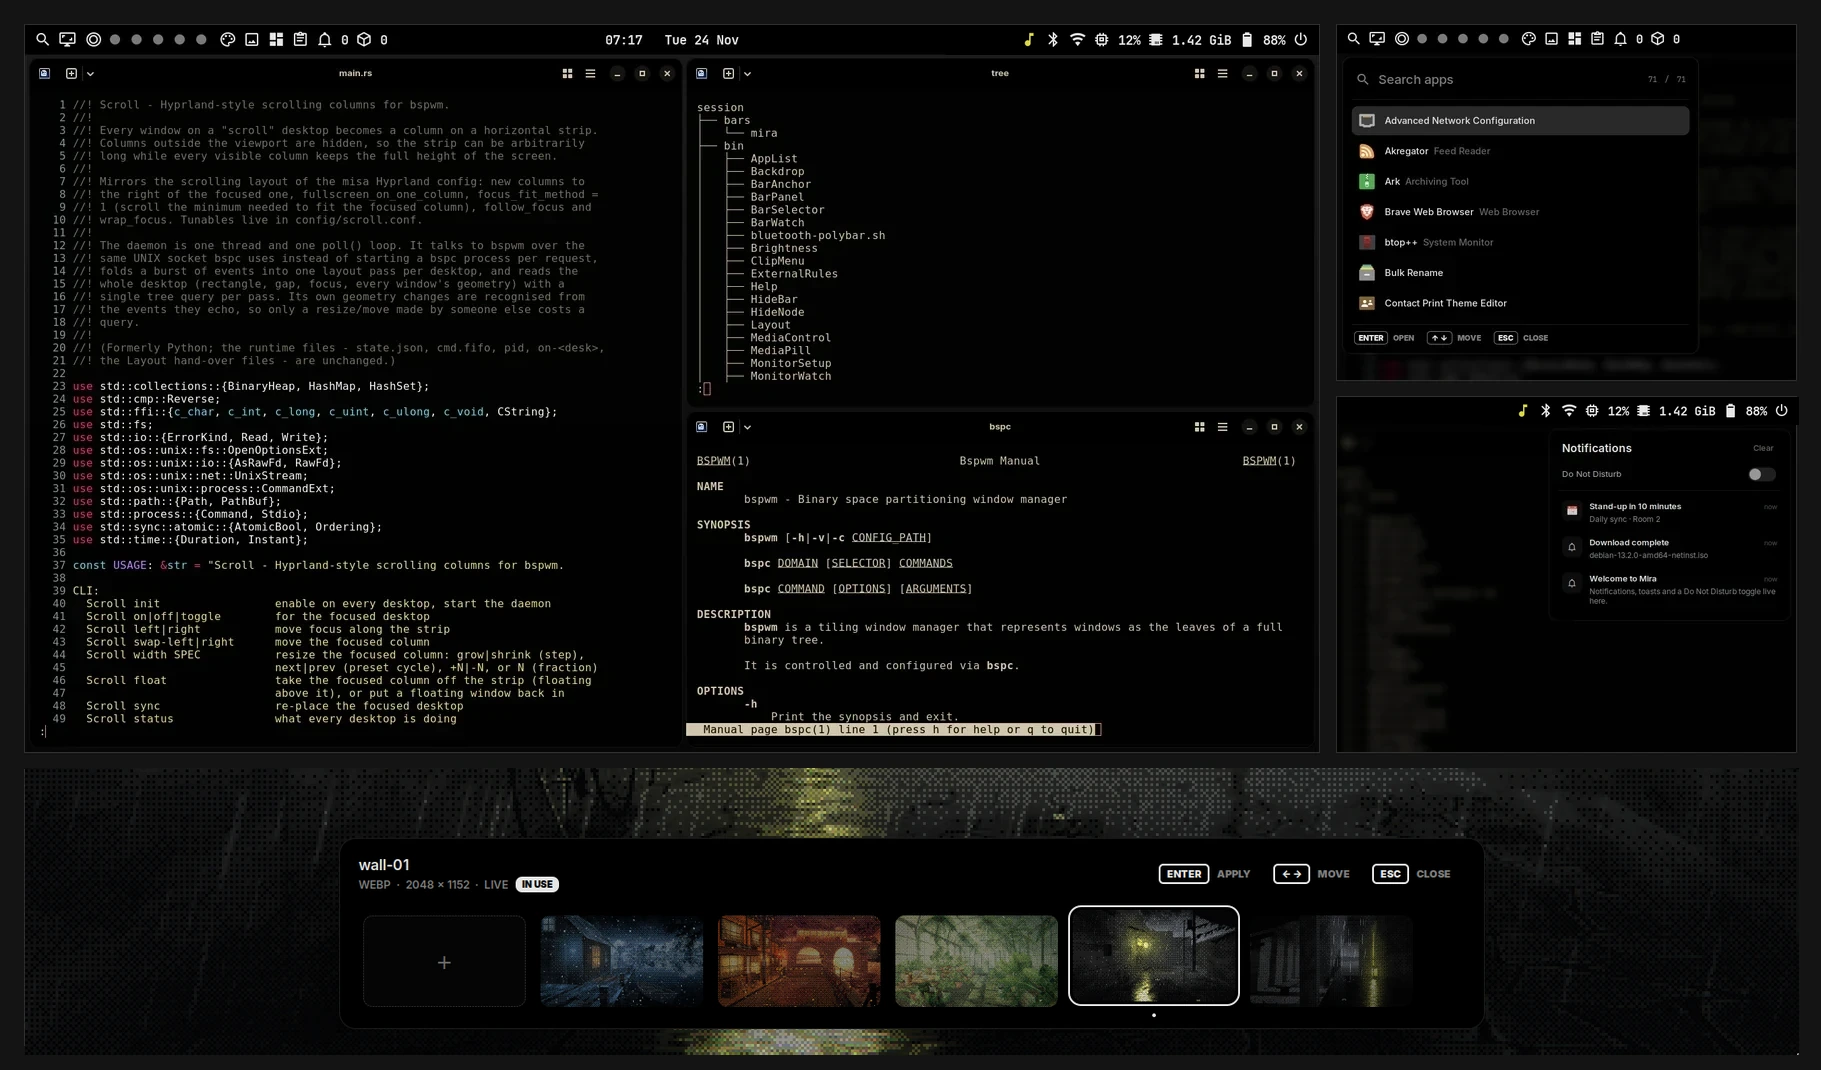 0 0
07:17 Tue 24 Nov
12% 1.42 GiB 88%
main.rs
1 //! Scroll - Hyprland-style scrolling columns for bspwm.
2 //!
3 //! Every window on a "scroll" desktop becomes a column on a horizontal strip.
4 //! Columns outside the viewport are hidden, so the strip can be arbitrarily
5 //! long while every visible column keeps the full height of the screen.
6 //!
7 //! Mirrors the scrolling layout of the misa Hyprland config: new columns to
8 //! the right of the focused one, fullscreen_on_one_column, focus_fit_method =
9 //! 1 (scroll the minimum needed to fit the focused column), follow_focus and
10 //! wrap_focus. Tunables live in config/scroll.conf.
11 //!
12 //! The daemon is one thread and one poll() loop. It talks to bspwm over the
13 //! same UNIX socket bspc uses instead of starting a bspc process per request,
14 //! folds a burst of events into one layout pass per desktop, and reads the
15 //! whole desktop (rectangle, gap, focus, every window's geometry) with a
16 //! single tree query per pass. Its own geometry changes are recognised from
17 //! the events they echo, so only a resize/move made by someone else costs a
18 //! query.
19 //!
20 //! (Formerly Python; the runtime files - state.json, cmd.fifo, pid, on-<desk>,
21 //! the Layout hand-over files - are unchanged.)
22
23 use std::collections::{BinaryHeap, HashMap, HashSet};
24 use std::cmp::Reverse;
25 use std::ffi::{c_char, c_int, c_long, c_uint, c_ulong, c_void, CString};
26 use std::fs;
27 use std::io::{ErrorKind, Read, Write};
28 use std::os::unix::fs::OpenOptionsExt;
29 use std::os::unix::io::{AsRawFd, RawFd};
30 use std::os::unix::net::UnixStream;
31 use std::os::unix::process::CommandExt;
32 use std::path::{Path, PathBuf};
33 use std::process::{Command, Stdio};
34 use std::sync::atomic::{AtomicBool, Ordering};
35 use std::time::{Duration, Instant};
36
37 const USAGE: &str = "Scroll - Hyprland-style scrolling columns for bspwm.
38
39 CLI:
40 Scroll init enable on every desktop, start the daemon
41 Scroll on|off|toggle for the focused desktop
42 Scroll left|right move focus along the strip
43 Scroll swap-left|right move the focused column
44 Scroll width SPEC resize the focused column: grow|shrink (step),
45 next|prev (preset cycle), +N|-N, or N (fraction)
46 Scroll float take the focused column off the strip (floating
47 above it), or put a floating window back in
48 Scroll sync re-place the focused desktop
49 Scroll status what every desktop is doing
:
tree
session
├── bars
│   └── mira
├── bin
│   ├── AppList
│   ├── Backdrop
│   ├── BarAnchor
│   ├── BarPanel
│   ├── BarSelector
│   ├── BarWatch
│   ├── bluetooth-polybar.sh
│   ├── Brightness
│   ├── ClipMenu
│   ├── ExternalRules
│   ├── Help
│   ├── HideBar
│   ├── HideNode
│   ├── Layout
│   ├── MediaControl
│   ├── MediaPill
│   ├── MonitorSetup
│   ├── MonitorWatch
:
bspc
BSPWM(1) Bspwm Manual BSPWM(1)
NAME
bspwm - Binary space partitioning window manager
SYNOPSIS
bspwm [-h|-v|-c CONFIG_PATH]
bspc DOMAIN [SELECTOR] COMMANDS
bspc COMMAND [OPTIONS] [ARGUMENTS]
DESCRIPTION
bspwm is a tiling window manager that represents windows as the leaves of a full
binary tree.
It is controlled and configured via bspc.
OPTIONS
-h
Print the synopsis and exit.
Manual page bspc(1) line 1 (press h for help or q to quit)
0 0
Search apps 71 / 71
Advanced Network Configuration
Akregator Feed Reader
Ark Archiving Tool
Brave Web Browser Web Browser
btop++ System Monitor
Bulk Rename
Contact Print Theme Editor
ENTER OPEN ↑↓ MOVE ESC CLOSE
12% 1.42 GiB 88%
Notifications Clear
Do Not Disturb
Stand-up in 10 minutes now
Daily sync · Room 2
Download complete now
debian-13.2.0-amd64-netinst.iso
Welcome to Mira now
Notifications, toasts and a Do Not Disturb toggle live
here.
wall-01
WEBP · 2048 × 1152 · LIVE IN USE
ENTER APPLY ←→ MOVE ESC CLOSE